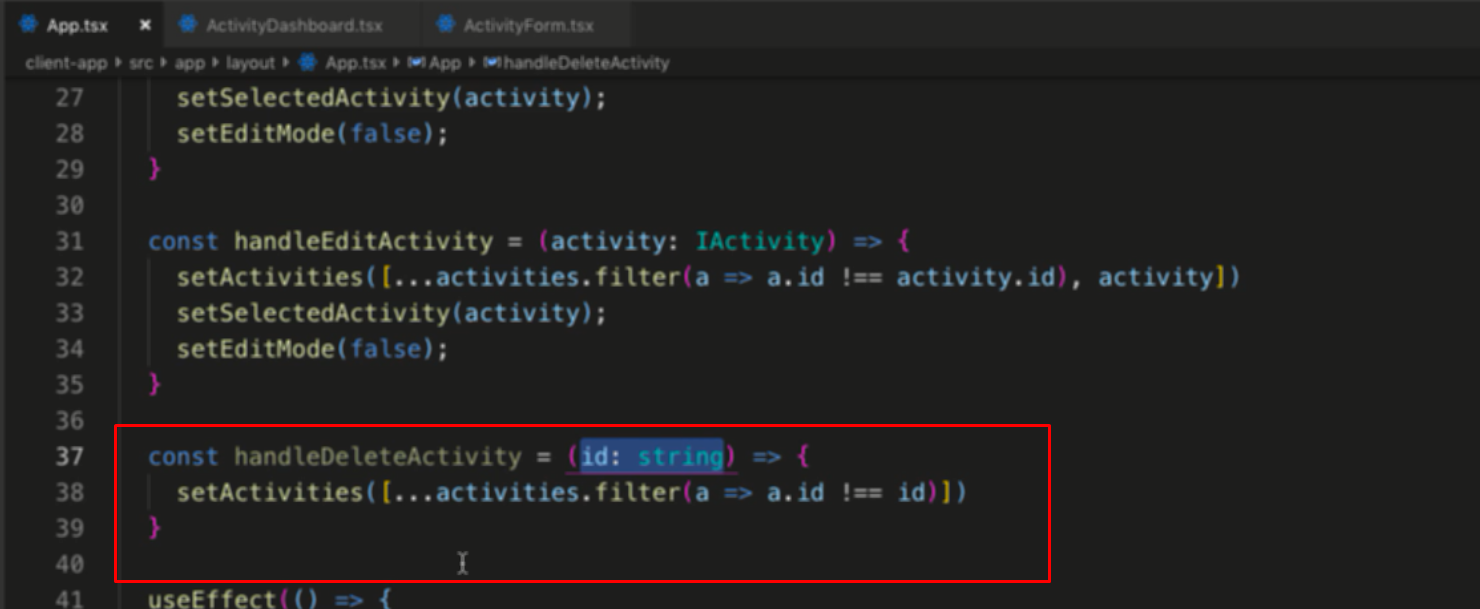 App.tsx × ActivityDashboard.tsx ActivityForm.tsx
client-app src app layout App.tsx App handleDeleteActivity
27 setSelectedActivity(activity);
28 setEditMode(false);
29 }
30
31 const handleEditActivity = (activity: IActivity) => {
32 setActivities([...activities.filter(a => a.id !== activity.id), activity])
33 setSelectedActivity(activity);
34 setEditMode(false);
35 }
36
37 const handleDeleteActivity = (id: string) => {
38 setActivities([...activities.filter(a => a.id !== id)])
39 }
40
41 useEffect(() => {